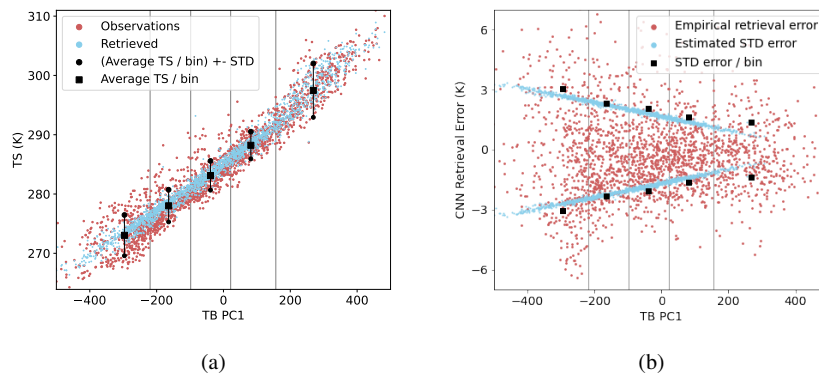 310
300
290
280
270
TS (K)
Observations
Retrieved
(Average TS / bin) +- STD
Average TS / bin
−400
−200
0
200
400
TB PC1
(a)
6
3
0
−3
−6
CNN Retrieval Error (K)
Empirical retrieval error
Estimated STD error
STD error / bin
−400
−200
0
200
400
TB PC1
(b)